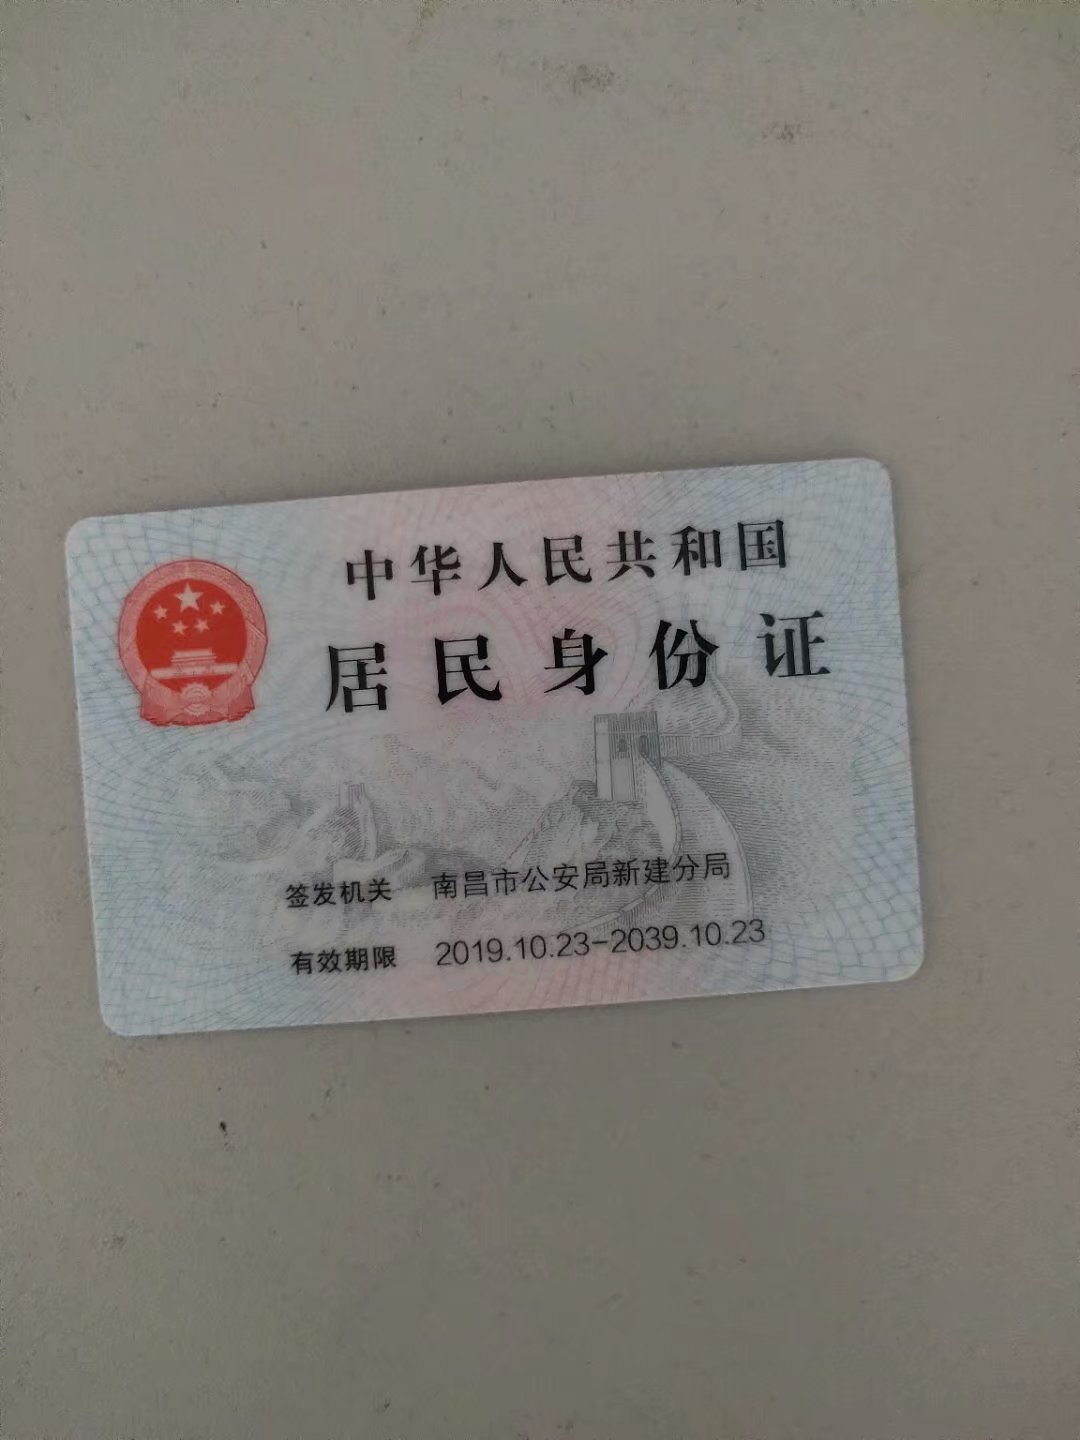 中华人民共和国
居民身份证
签发机关 南昌市公安局新建分局
有效期限 2019.10.23-2039.10.23